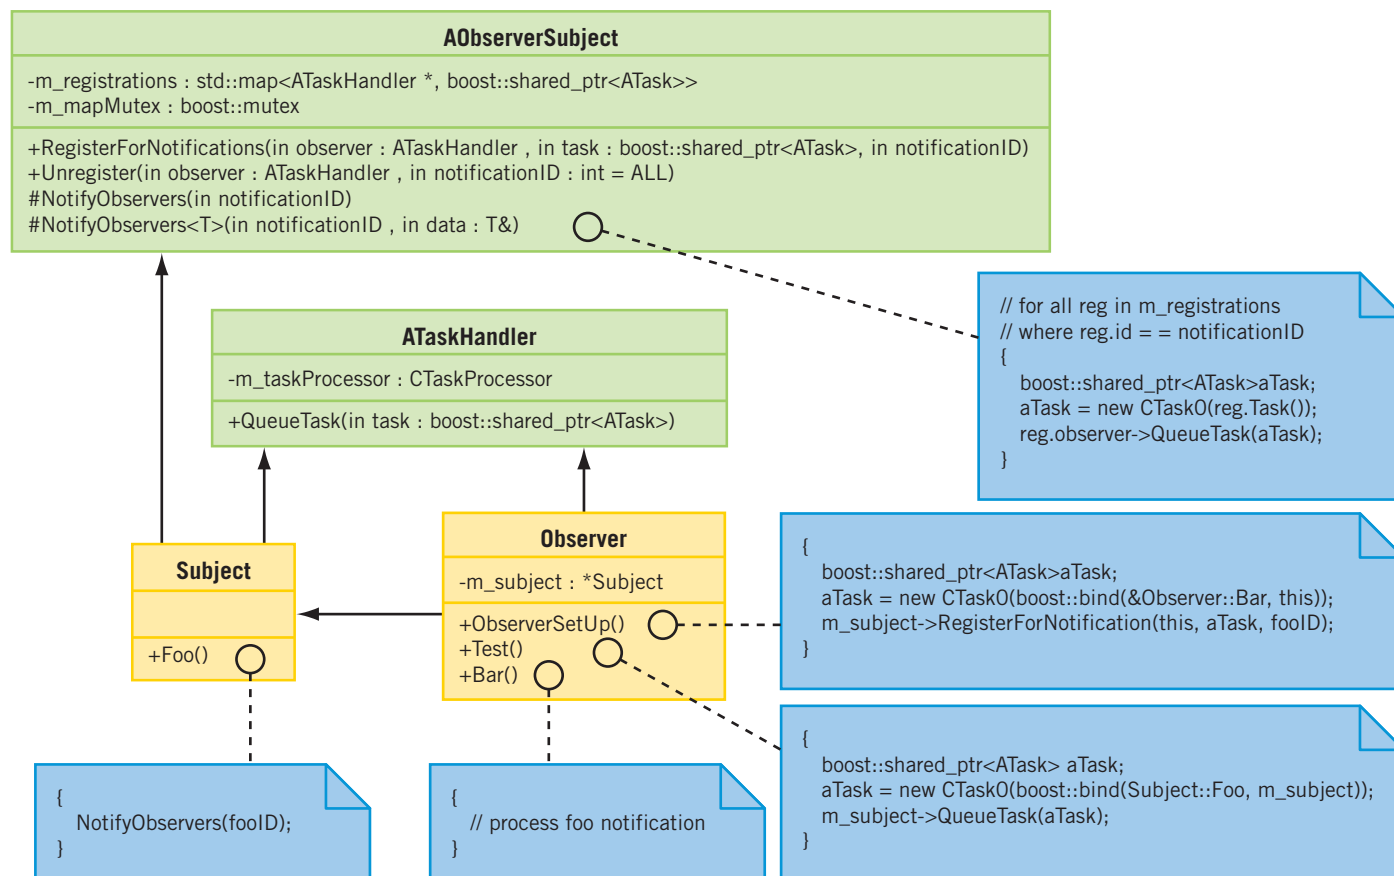 AObserverSubject
-m_registrations : std::map<ATaskHandler *, boost::shared_ptr<ATask>>
-m_mapMutex : boost::mutex
+RegisterForNotifications(in observer : ATaskHandler , in task : boost::shared_ptr<ATask>, in notificationID)
+Unregister(in observer : ATaskHandler , in notificationID : int = ALL)
#NotifyObservers(in notificationID)
#NotifyObservers<T>(in notificationID , in data : T&)
// for all reg in m_registrations
// where reg.id = = notificationID
{
boost::shared_ptr<ATask>aTask;
aTask = new CTask0(reg.Task());
reg.observer->QueueTask(aTask);
}
ATaskHandler
-m_taskProcessor : CTaskProcessor
+QueueTask(in task : boost::shared_ptr<ATask>)
Subject
+Foo()
Observer
-m_subject : *Subject
+ObserverSetUp()
+Test()
+Bar()
{
boost::shared_ptr<ATask>aTask;
aTask = new CTask0(boost::bind(&Observer::Bar, this));
m_subject->RegisterForNotification(this, aTask, fooID);
}
{
NotifyObservers(fooID);
}
{
// process foo notification
}
{
boost::shared_ptr<ATask> aTask;
aTask = new CTask0(boost::bind(Subject::Foo, m_subject));
m_subject->QueueTask(aTask);
}